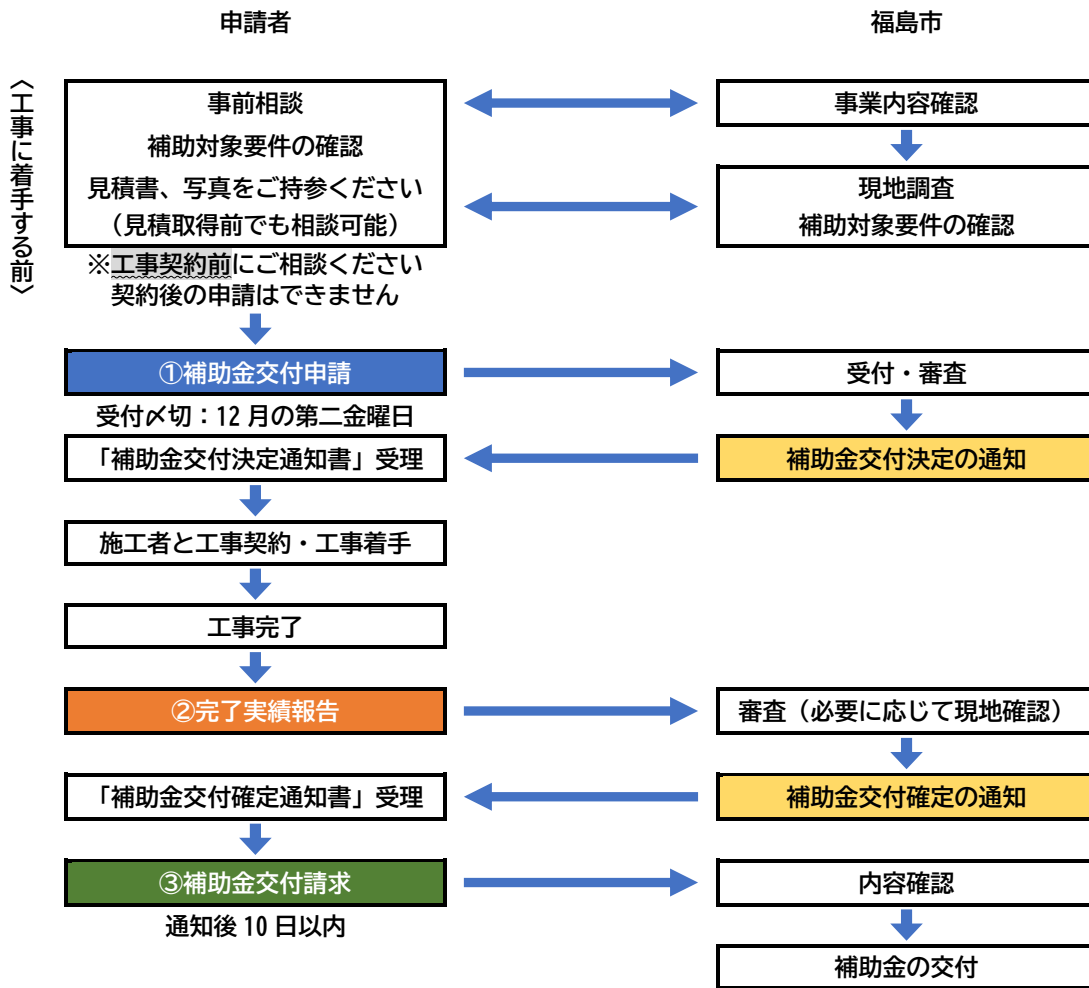 申請者
福島市
〈工事に着手する前〉
事前相談
補助対象要件の確認
見積書、写真をご持参ください
（見積取得前でも相談可能）
事業内容確認
現地調査
補助対象要件の確認
※工事契約前にご相談ください
契約後の申請はできません
①補助金交付申請
受付・審査
受付〆切：12月の第二金曜日
「補助金交付決定通知書」受理
補助金交付決定の通知
施工者と工事契約・工事着手
工事完了
②完了実績報告
審査（必要に応じて現地確認）
「補助金交付確定通知書」受理
補助金交付確定の通知
③補助金交付請求
内容確認
通知後10日以内
補助金の交付